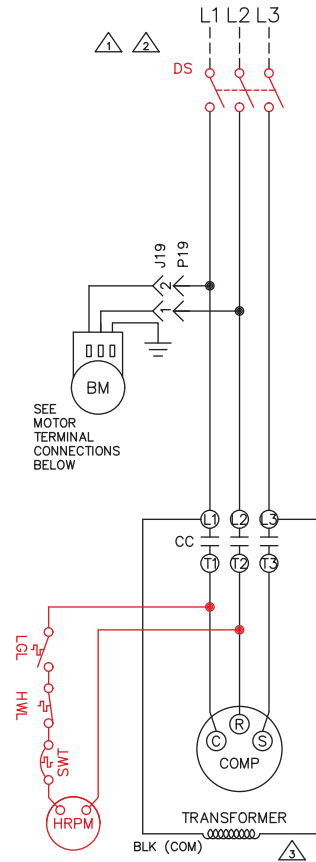 L1 L2 L3
1 2
DS
J19 P19
2
1
BM
SEE
MOTOR
TERMINAL
CONNECTIONS
BELOW
L1 L2 L3
CC
T1 T2 T3
LGL
HWL
SWT
HRPM
R
C S
COMP
TRANSFORMER
BLK (COM)
3